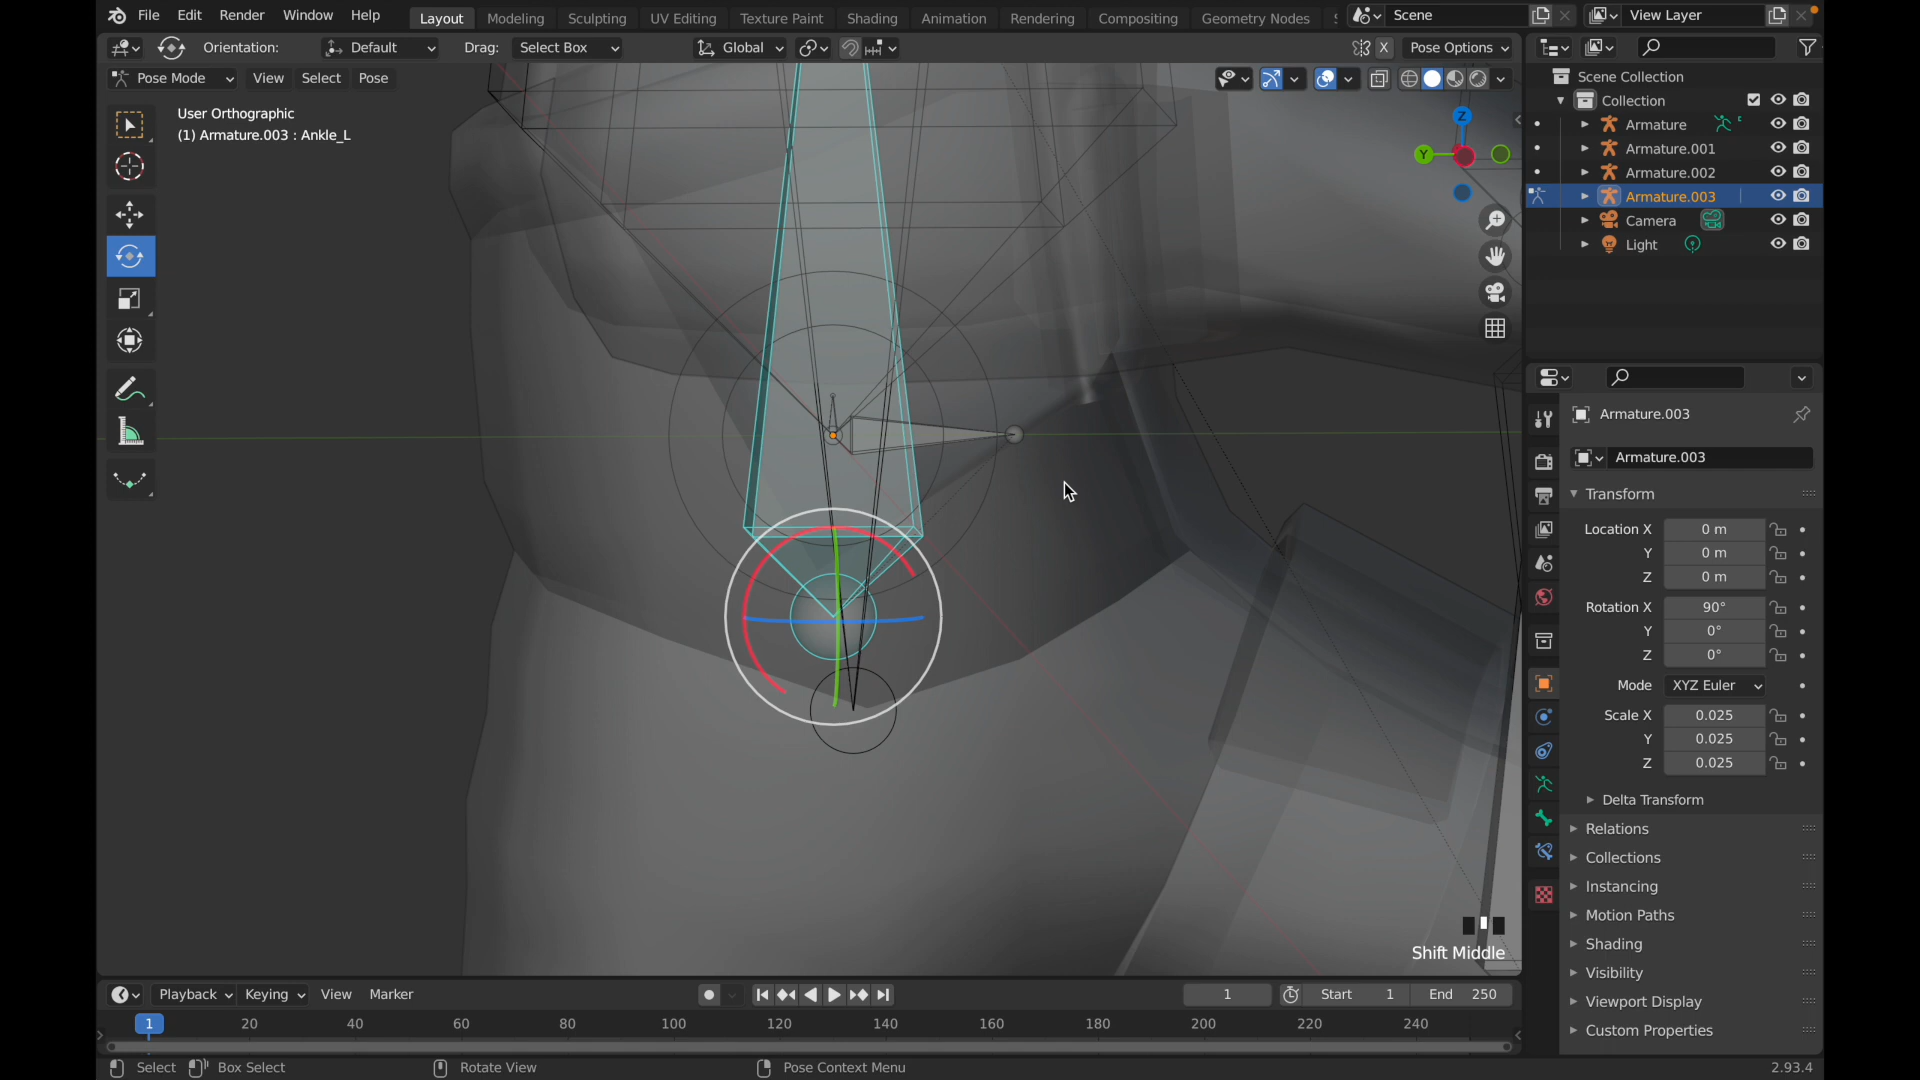 File Edit Render Window Help Layout Modeling Sculpting UV Editing Texture Paint Shading Animation Rendering Compositing Geometry Nodes Scene View Layer
Orientation: Default Drag: Select Box Global X Pose Options
Pose Mode View Select Pose
User Orthographic
(1) Armature.003 : Ankle_L
Z
Y
Scene Collection
Collection
Armature
Armature.001
Armature.002
Armature.003
Camera
Light
Armature.003
Armature.003
Transform
Location X 0 m
Y 0 m
Z 0 m
Rotation X 90°
Y 0°
Z 0°
Mode XYZ Euler
Scale X 0.025
Y 0.025
Z 0.025
Delta Transform
Relations
Collections
Instancing
Motion Paths
Shading
Visibility
Viewport Display
Custom Properties
Shift Middle
Playback Keying View Marker 1 Start 1 End 250
1 20 40 60 80 100 120 140 160 180 200 220 240
Select Box Select Rotate View Pose Context Menu 2.93.4